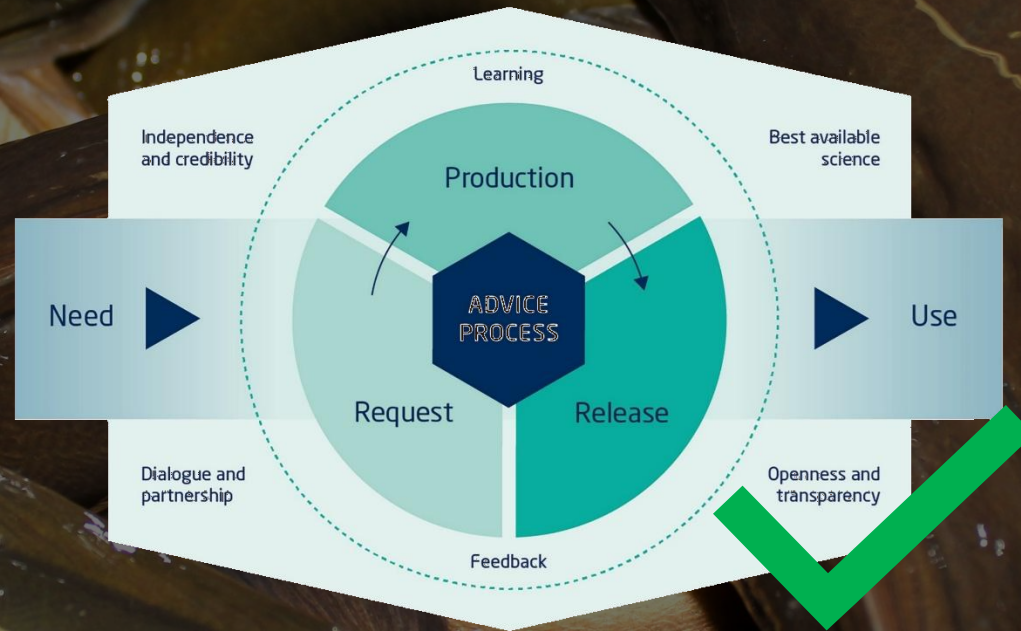 Learning
Independence
and credibility
Best available
science
Production
Need
ADVICE
PROCESS
Use
Request
Release
Dialogue and
partnership
Openness and
transparency
Feedback